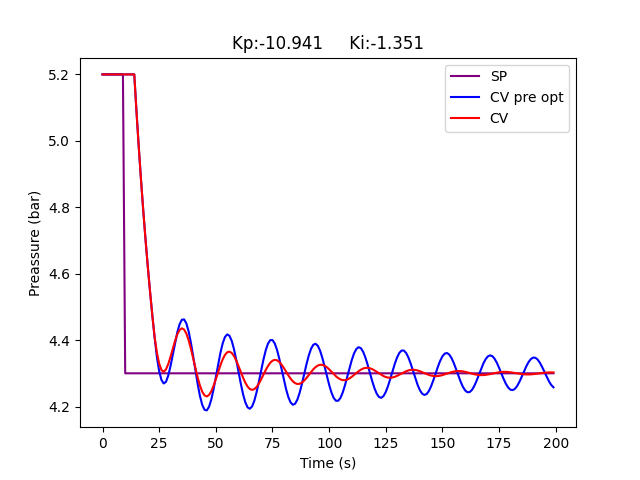 Kp:-10.941 Ki:-1.351
SP
CV pre opt
CV
Preassure (bar)
5.2
5.0
4.8
4.6
4.4
4.2
0 25 50 75 100 125 150 175 200
Time (s)